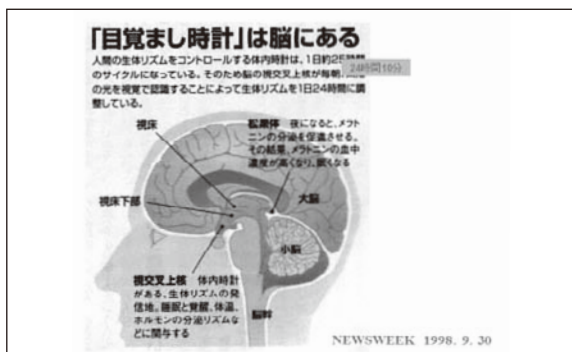 「目覚まし時計」は脳にある
人間の生体リズムをコントロールする体内時計は、1日約25時間
24時間10分
のサイクルになっている。そのため脳の視交叉上核が毎朝、
の光を視覚で認識することによって生体リズムを1日24時間に調
整している。
視床
松果体 夜になると、メラト
ニンの分泌を促進させる。
その結果、メラトニンの血中
濃度が高くなり、眠くなる
大脳
視床下部
小脳
視交叉上核 体内時計
がある、生体リズムの発
信地。睡眠と覚醒、体温、
ホルモンの分泌リズムな
どに関与する
脳幹
NEWSWEEK 1998. 9. 30